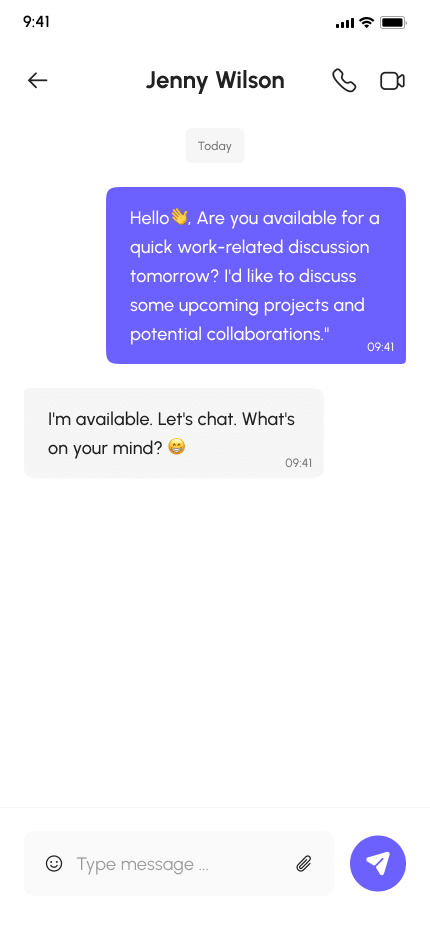 9:41
Jenny Wilson
Today
Hello👋, Are you available for a
quick work-related discussion
tomorrow? I'd like to discuss
some upcoming projects and
potential collaborations."
09:41
I'm available. Let's chat. What's
on your mind? 😁
09:41
Type message ...